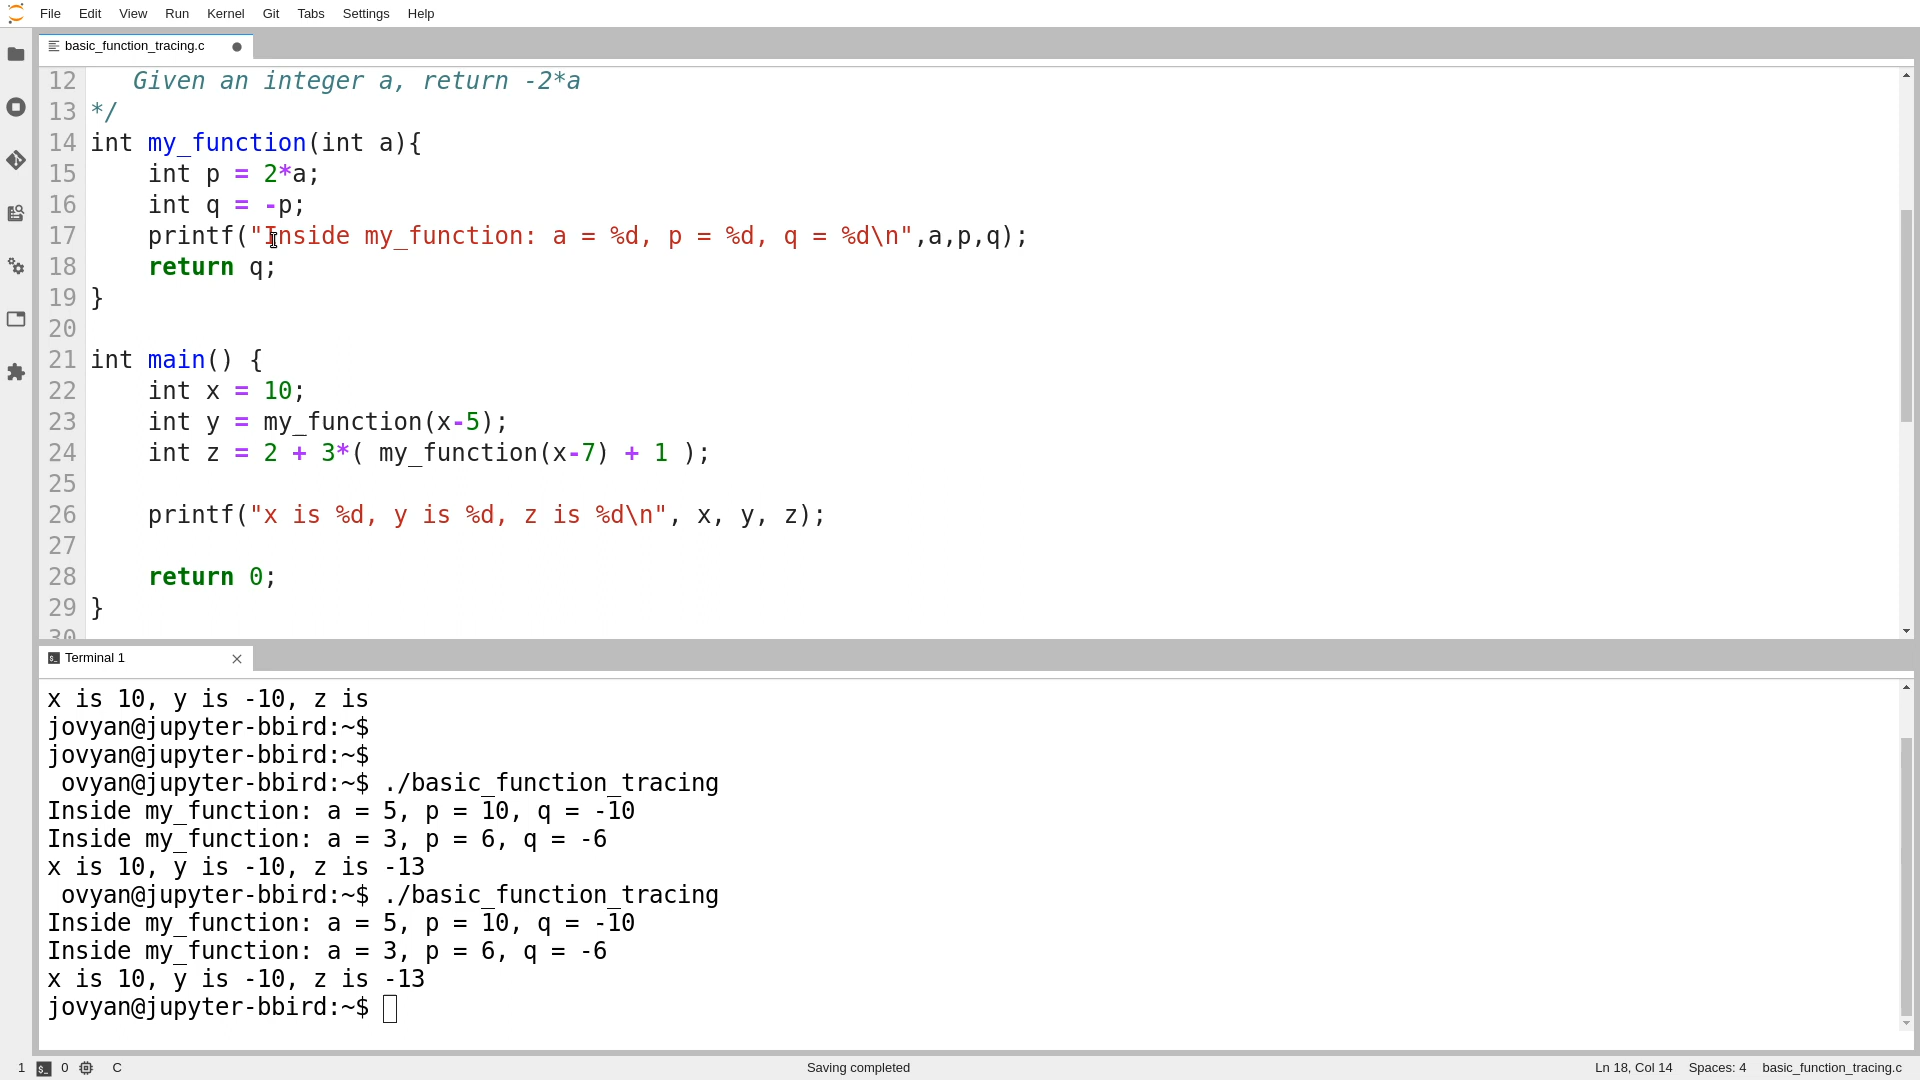 File Edit View Run Kernel Git Tabs Settings Help
basic_function_tracing.c
12 Given an integer a, return -2*a
13 */
14 int my_function(int a){
15 int p = 2*a;
16 int q = -p;
17 printf("Inside my_function: a = %d, p = %d, q = %d\n",a,p,q);
18 return q;
19 }
20
21 int main() {
22 int x = 10;
23 int y = my_function(x-5);
24 int z = 2 + 3*( my_function(x-7) + 1 );
25
26 printf("x is %d, y is %d, z is %d\n", x, y, z);
27
28 return 0;
29 }
30
Terminal 1
x is 10, y is -10, z is
jovyan@jupyter-bbird:~$
jovyan@jupyter-bbird:~$
ovyan@jupyter-bbird:~$ ./basic_function_tracing
Inside my_function: a = 5, p = 10, q = -10
Inside my_function: a = 3, p = 6, q = -6
x is 10, y is -10, z is -13
ovyan@jupyter-bbird:~$ ./basic_function_tracing
Inside my_function: a = 5, p = 10, q = -10
Inside my_function: a = 3, p = 6, q = -6
x is 10, y is -10, z is -13
jovyan@jupyter-bbird:~$
1 $_ 0 C Saving completed Ln 18, Col 14 Spaces: 4 basic_function_tracing.c